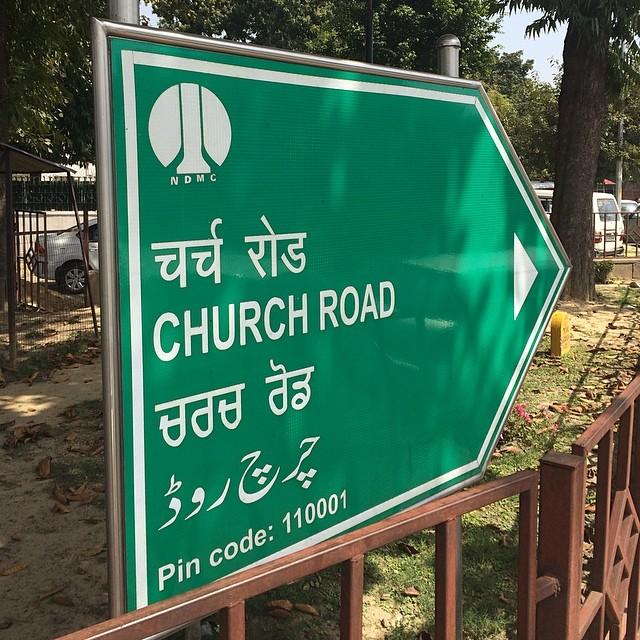 NDMC
चर्च रोड
CHURCH ROAD
ਚਰਚ ਰੋਡ
چرچ روڈ
Pin code: 110001